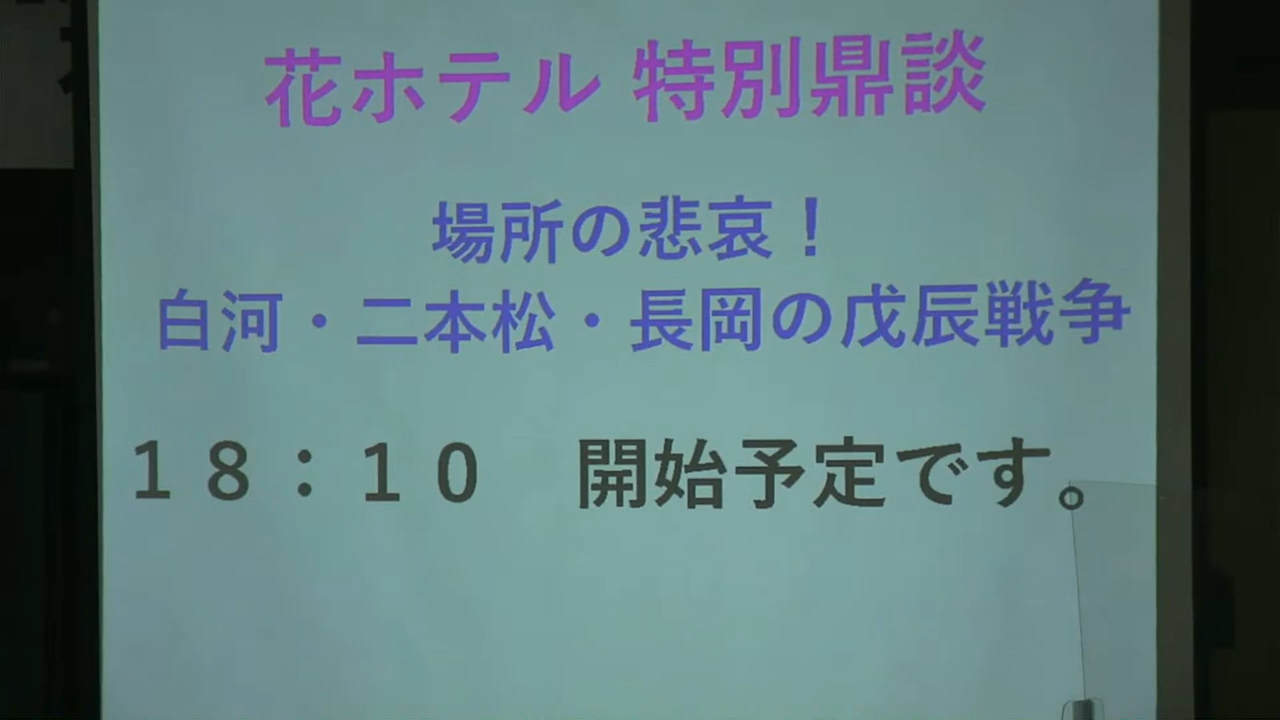 花ホテル 特別鼎談
場所の悲哀！
白河・二本松・長岡の戊辰戦争
１８：１０　開始予定です。